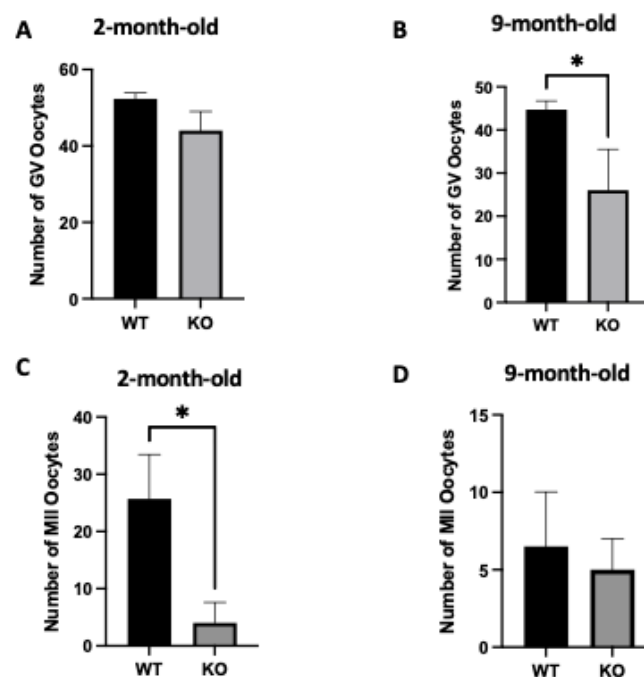 A
2-month-old
Number of GV Oocytes
60
40
20
0
WT KO
B
9-month-old
*
Number of GV Oocytes
50
40
30
20
10
0
WT KO
C
2-month-old
*
Number of MII Oocytes
40
30
20
10
0
WT KO
D
9-month-old
Number of MII Oocytes
15
10
5
0
WT KO